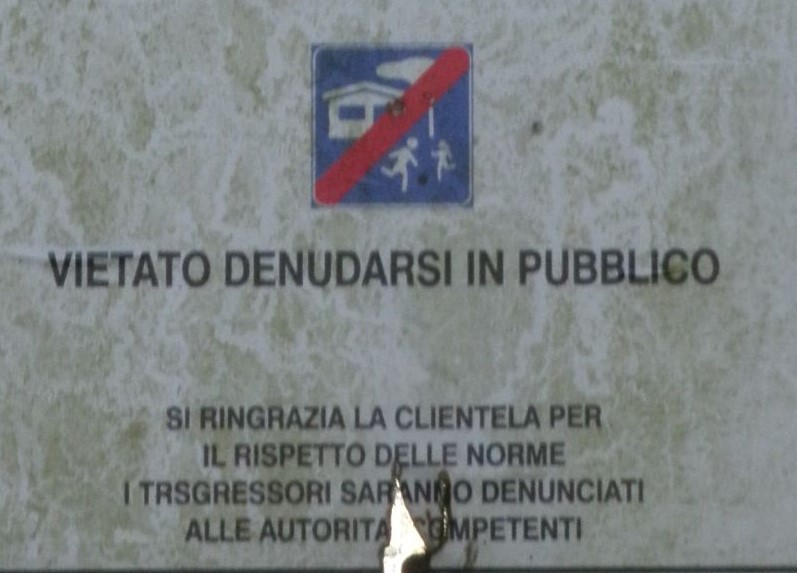 VIETATO DENUDARSI IN PUBBLICO
SI RINGRAZIA LA CLIENTELA PER
IL RISPETTO DELLE NORME
I TRSGRESSORI SARANNO DENUNCIATI
ALLE AUTORITA' COMPETENTI